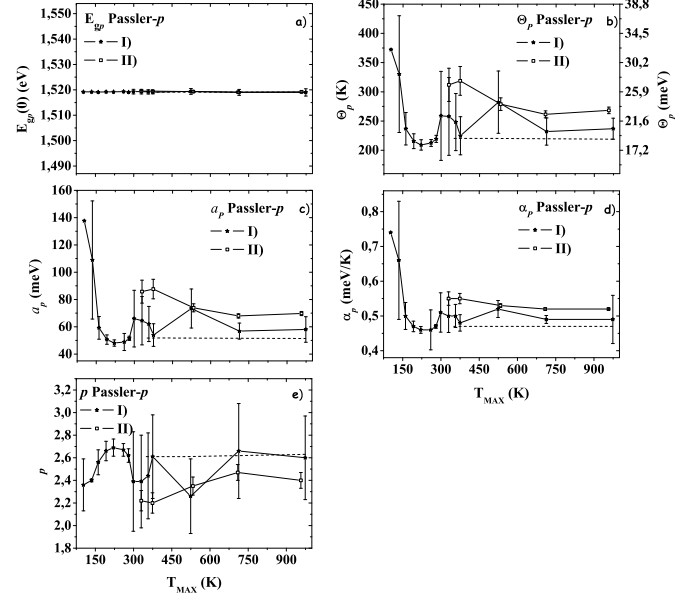 E_gp Passler-p a)
I)
II)
E_gp(0) (eV)
1,550
1,540
1,530
1,520
1,510
1,500
1,490
Θ_p Passler-p b)
I)
II)
Θ_p (K)
450
400
350
300
250
200
Θ_p (meV)
38,8
34,5
30,2
25,9
21,6
17,2
a_p Passler-p c)
I)
II)
a_p (meV)
160
140
120
100
80
60
40
α_p Passler-p d)
I)
II)
α_p (meV/K)
0,8
0,7
0,6
0,5
0,4
150 300 450 600 750 900
T_MAX (K)
p Passler-p e)
I)
II)
p
3,2
3,0
2,8
2,6
2,4
2,2
2,0
1,8
150 300 450 600 750 900
T_MAX (K)